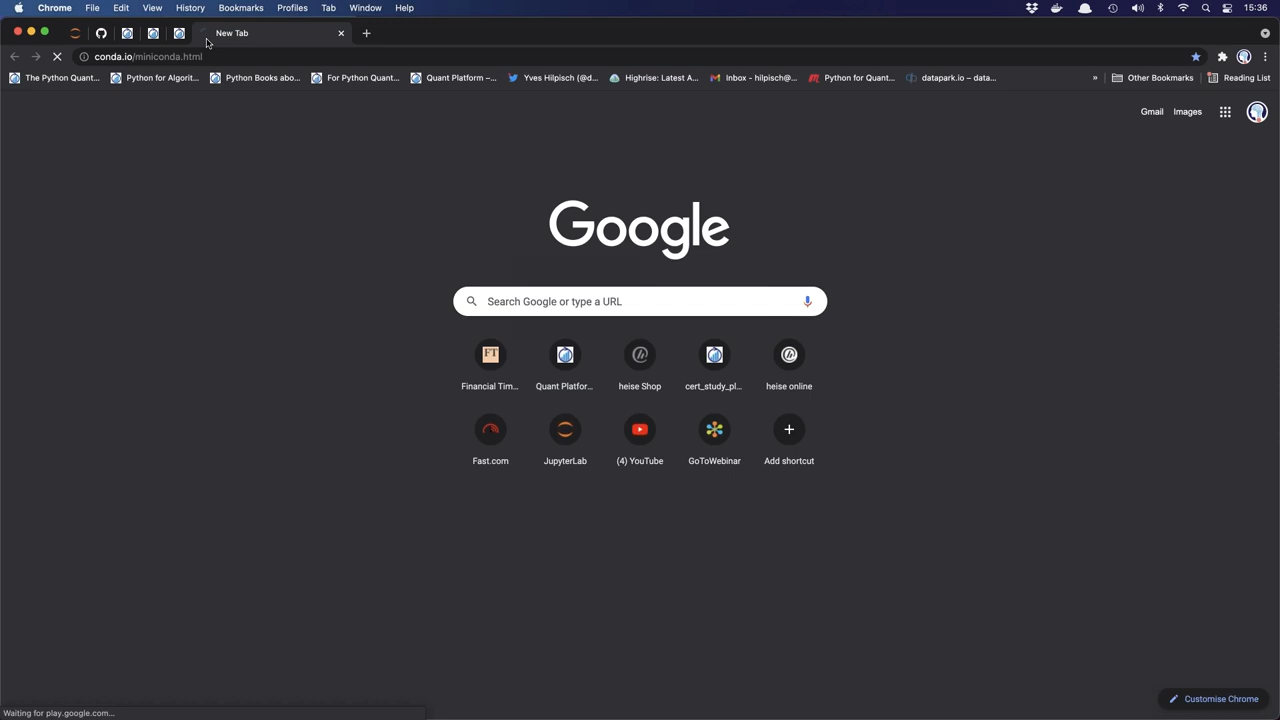 Chrome File Edit View History Bookmarks Profiles Tab Window Help 15:36
New Tab
conda.io/miniconda.html
The Python Quant... Python for Algorit... Python Books abo... For Python Quant... Quant Platform –... Yves Hilpisch (@d... Highrise: Latest A... Inbox - hilpisch@... Python for Quant... datapark.io – data... » Other Bookmarks Reading List
Gmail Images
Google
Search Google or type a URL
FT
Financial Tim... Quant Platfor... heise Shop cert_study_pl... heise online
Fast.com JupyterLab (4) YouTube GoToWebinar Add shortcut
Customise Chrome
Waiting for play.google.com...